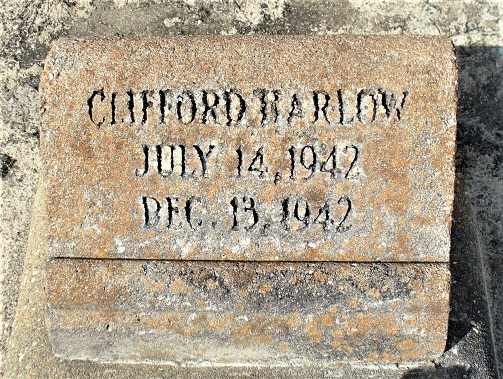 CLIFFORD HARLOW
JULY 14, 1942
DEC. 13, 1942